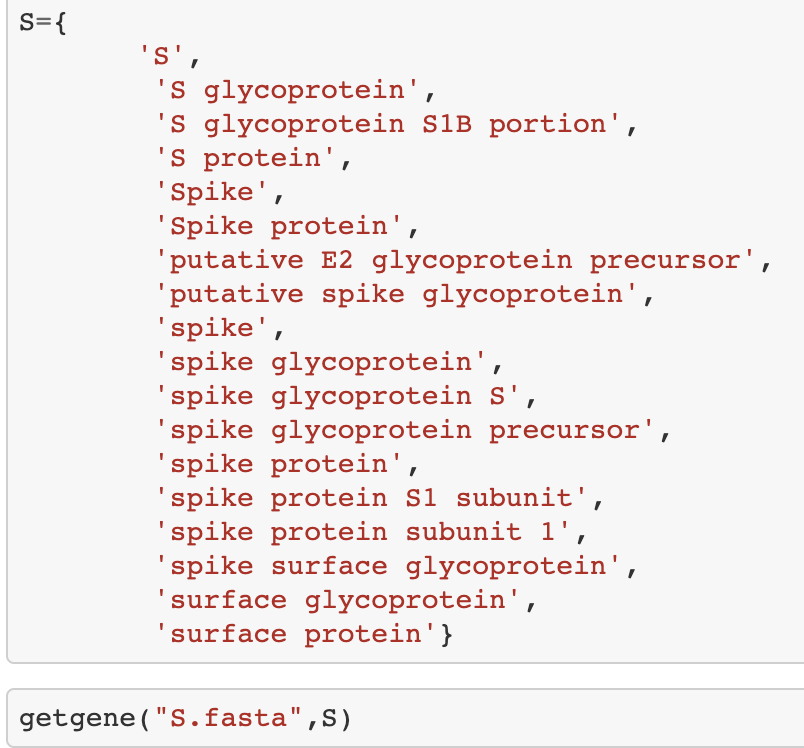 S={
'S',
'S glycoprotein',
'S glycoprotein S1B portion',
'S protein',
'Spike',
'Spike protein',
'putative E2 glycoprotein precursor',
'putative spike glycoprotein',
'spike',
'spike glycoprotein',
'spike glycoprotein S',
'spike glycoprotein precursor',
'spike protein',
'spike protein S1 subunit',
'spike protein subunit 1',
'spike surface glycoprotein',
'surface glycoprotein',
'surface protein'}
getgene("S.fasta",S)